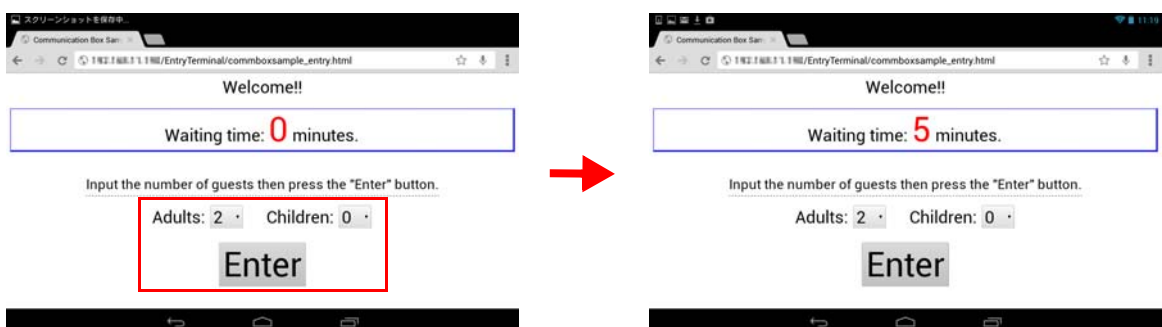 スクリーンショットを保存中...
Communication Box Sam
/EntryTerminal/commboxsample_entry.html
Welcome!!
Waiting time: 0 minutes.
Input the number of guests then press the "Enter" button.
Adults: 2 Children: 0
Enter
11:19
Communication Box Sam
/EntryTerminal/commboxsample_entry.html
Welcome!!
Waiting time: 5 minutes.
Input the number of guests then press the "Enter" button.
Adults: 2 Children: 0
Enter